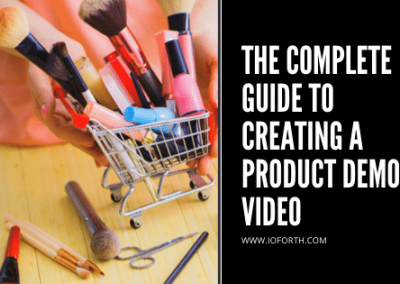 THE COMPLETE
GUIDE TO
CREATING A
PRODUCT DEMO
VIDEO
WWW.IOFORTH.COM